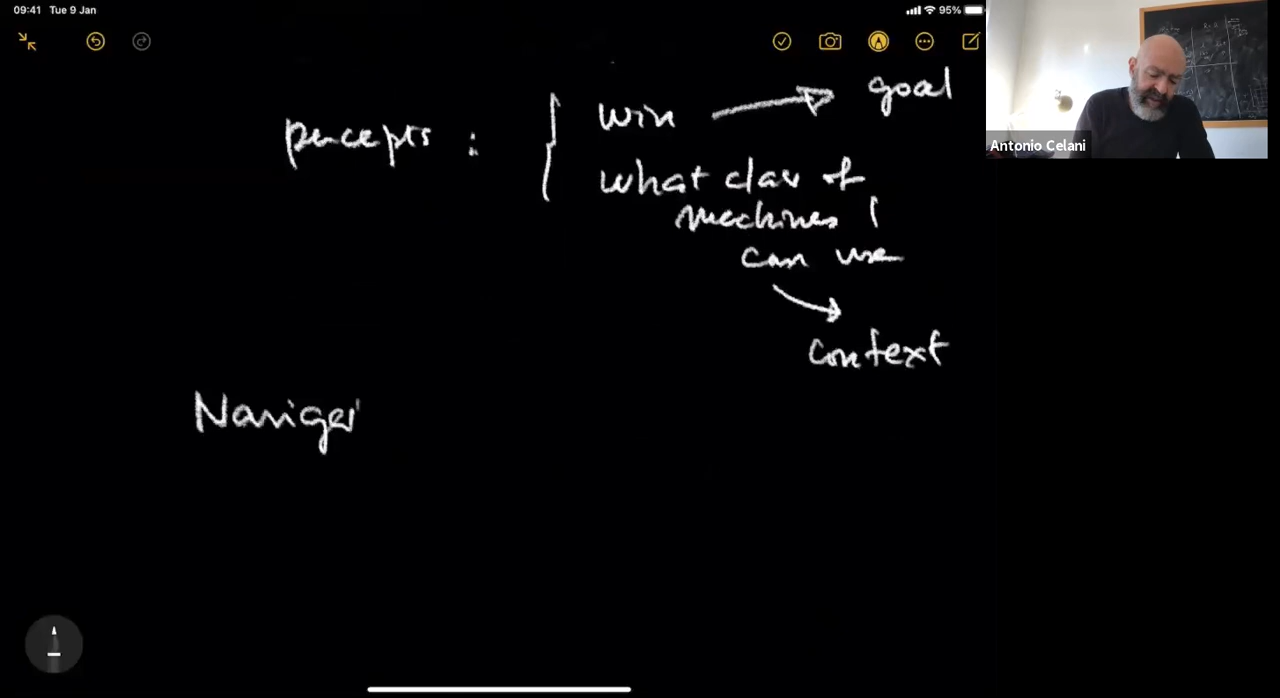 09:41 Tue 9 Jan
95%
percepts : { win → goal
what class of
machines I
can use
context
Navigat
Antonio Celani